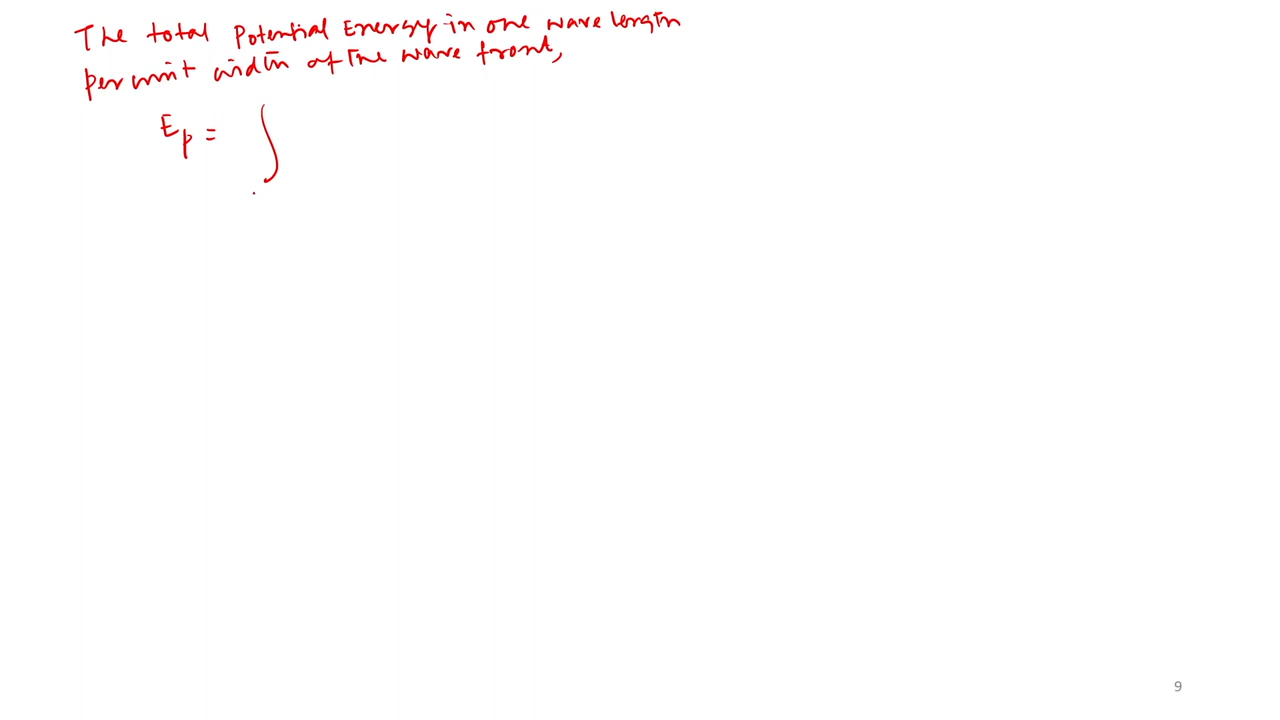 The total Potential Energy in one wave length
per unit width of the wave front,
Ep = ∫
9